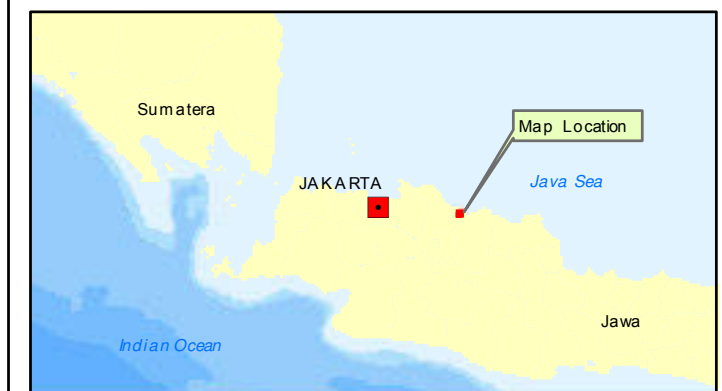 Sumatera
Map Location
JAKARTA
Java Sea
Jawa
Indian Ocean